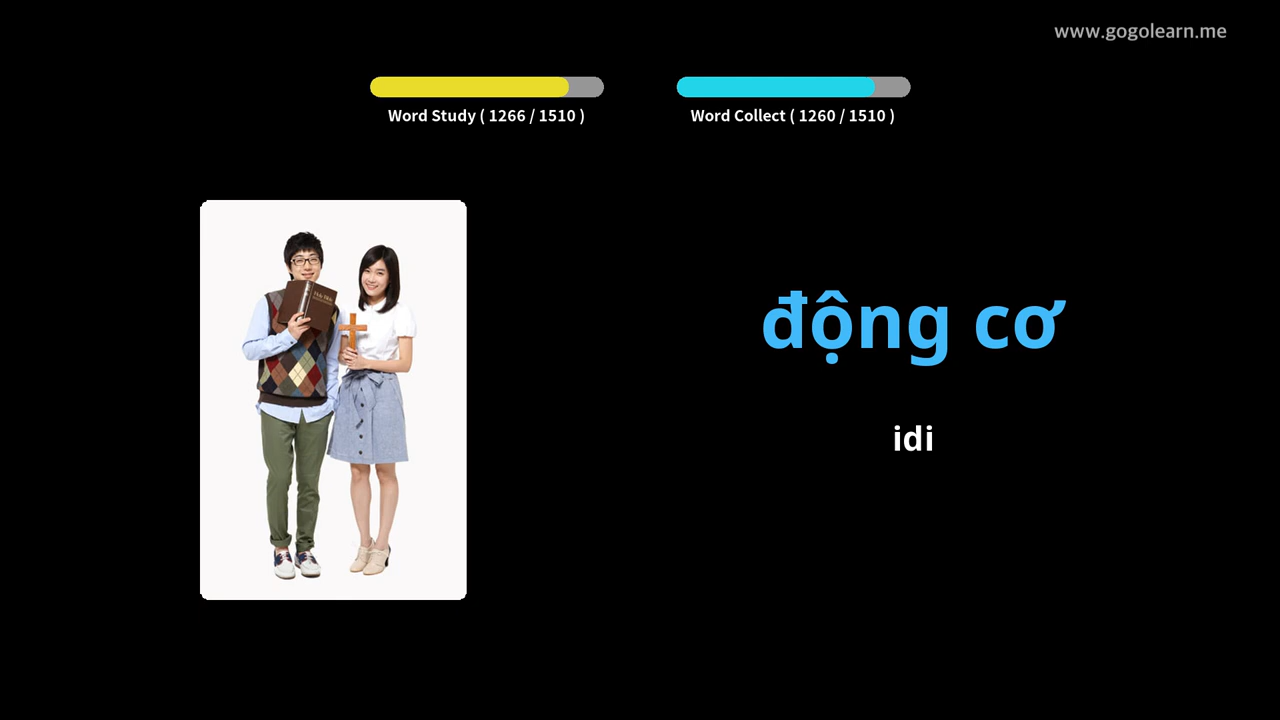 www.gogolearn.me
Word Study ( 1266 / 1510 )
Word Collect ( 1260 / 1510 )
động cơ
idi